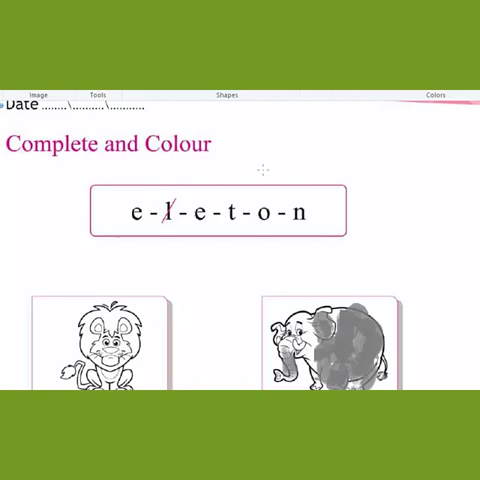 Image Tools Shapes Colors
Date ........\..........\...........
Complete and Colour
e - l - e - t - o - n